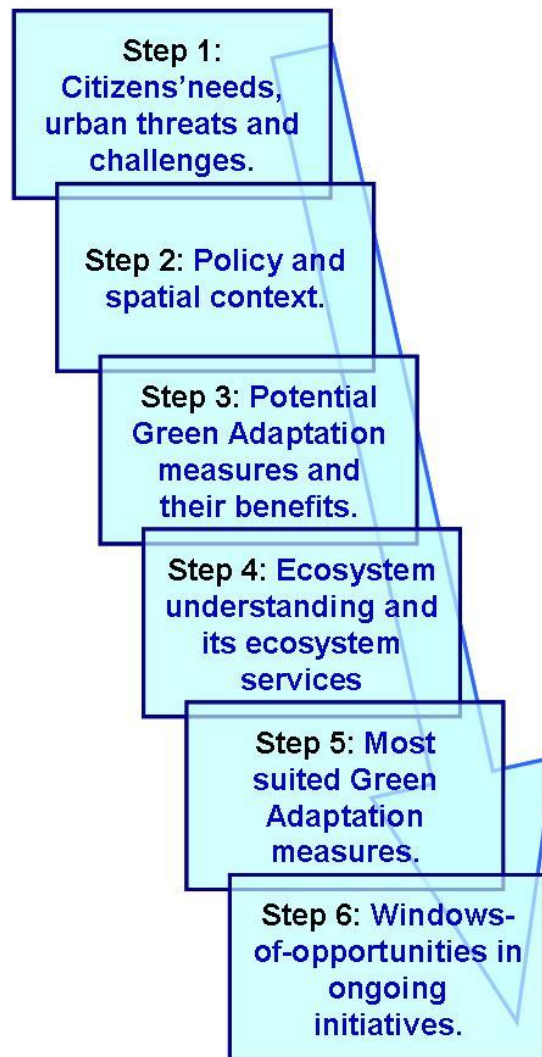 Step 1:
Citizens'needs,
urban threats and
challenges.
Step 2: Policy and
spatial context.
Step 3: Potential
Green Adaptation
measures and
their benefits.
Step 4: Ecosystem
understanding and
its ecosystem
services
Step 5: Most
suited Green
Adaptation
measures.
Step 6: Windows-
of-opportunities in
ongoing
initiatives.